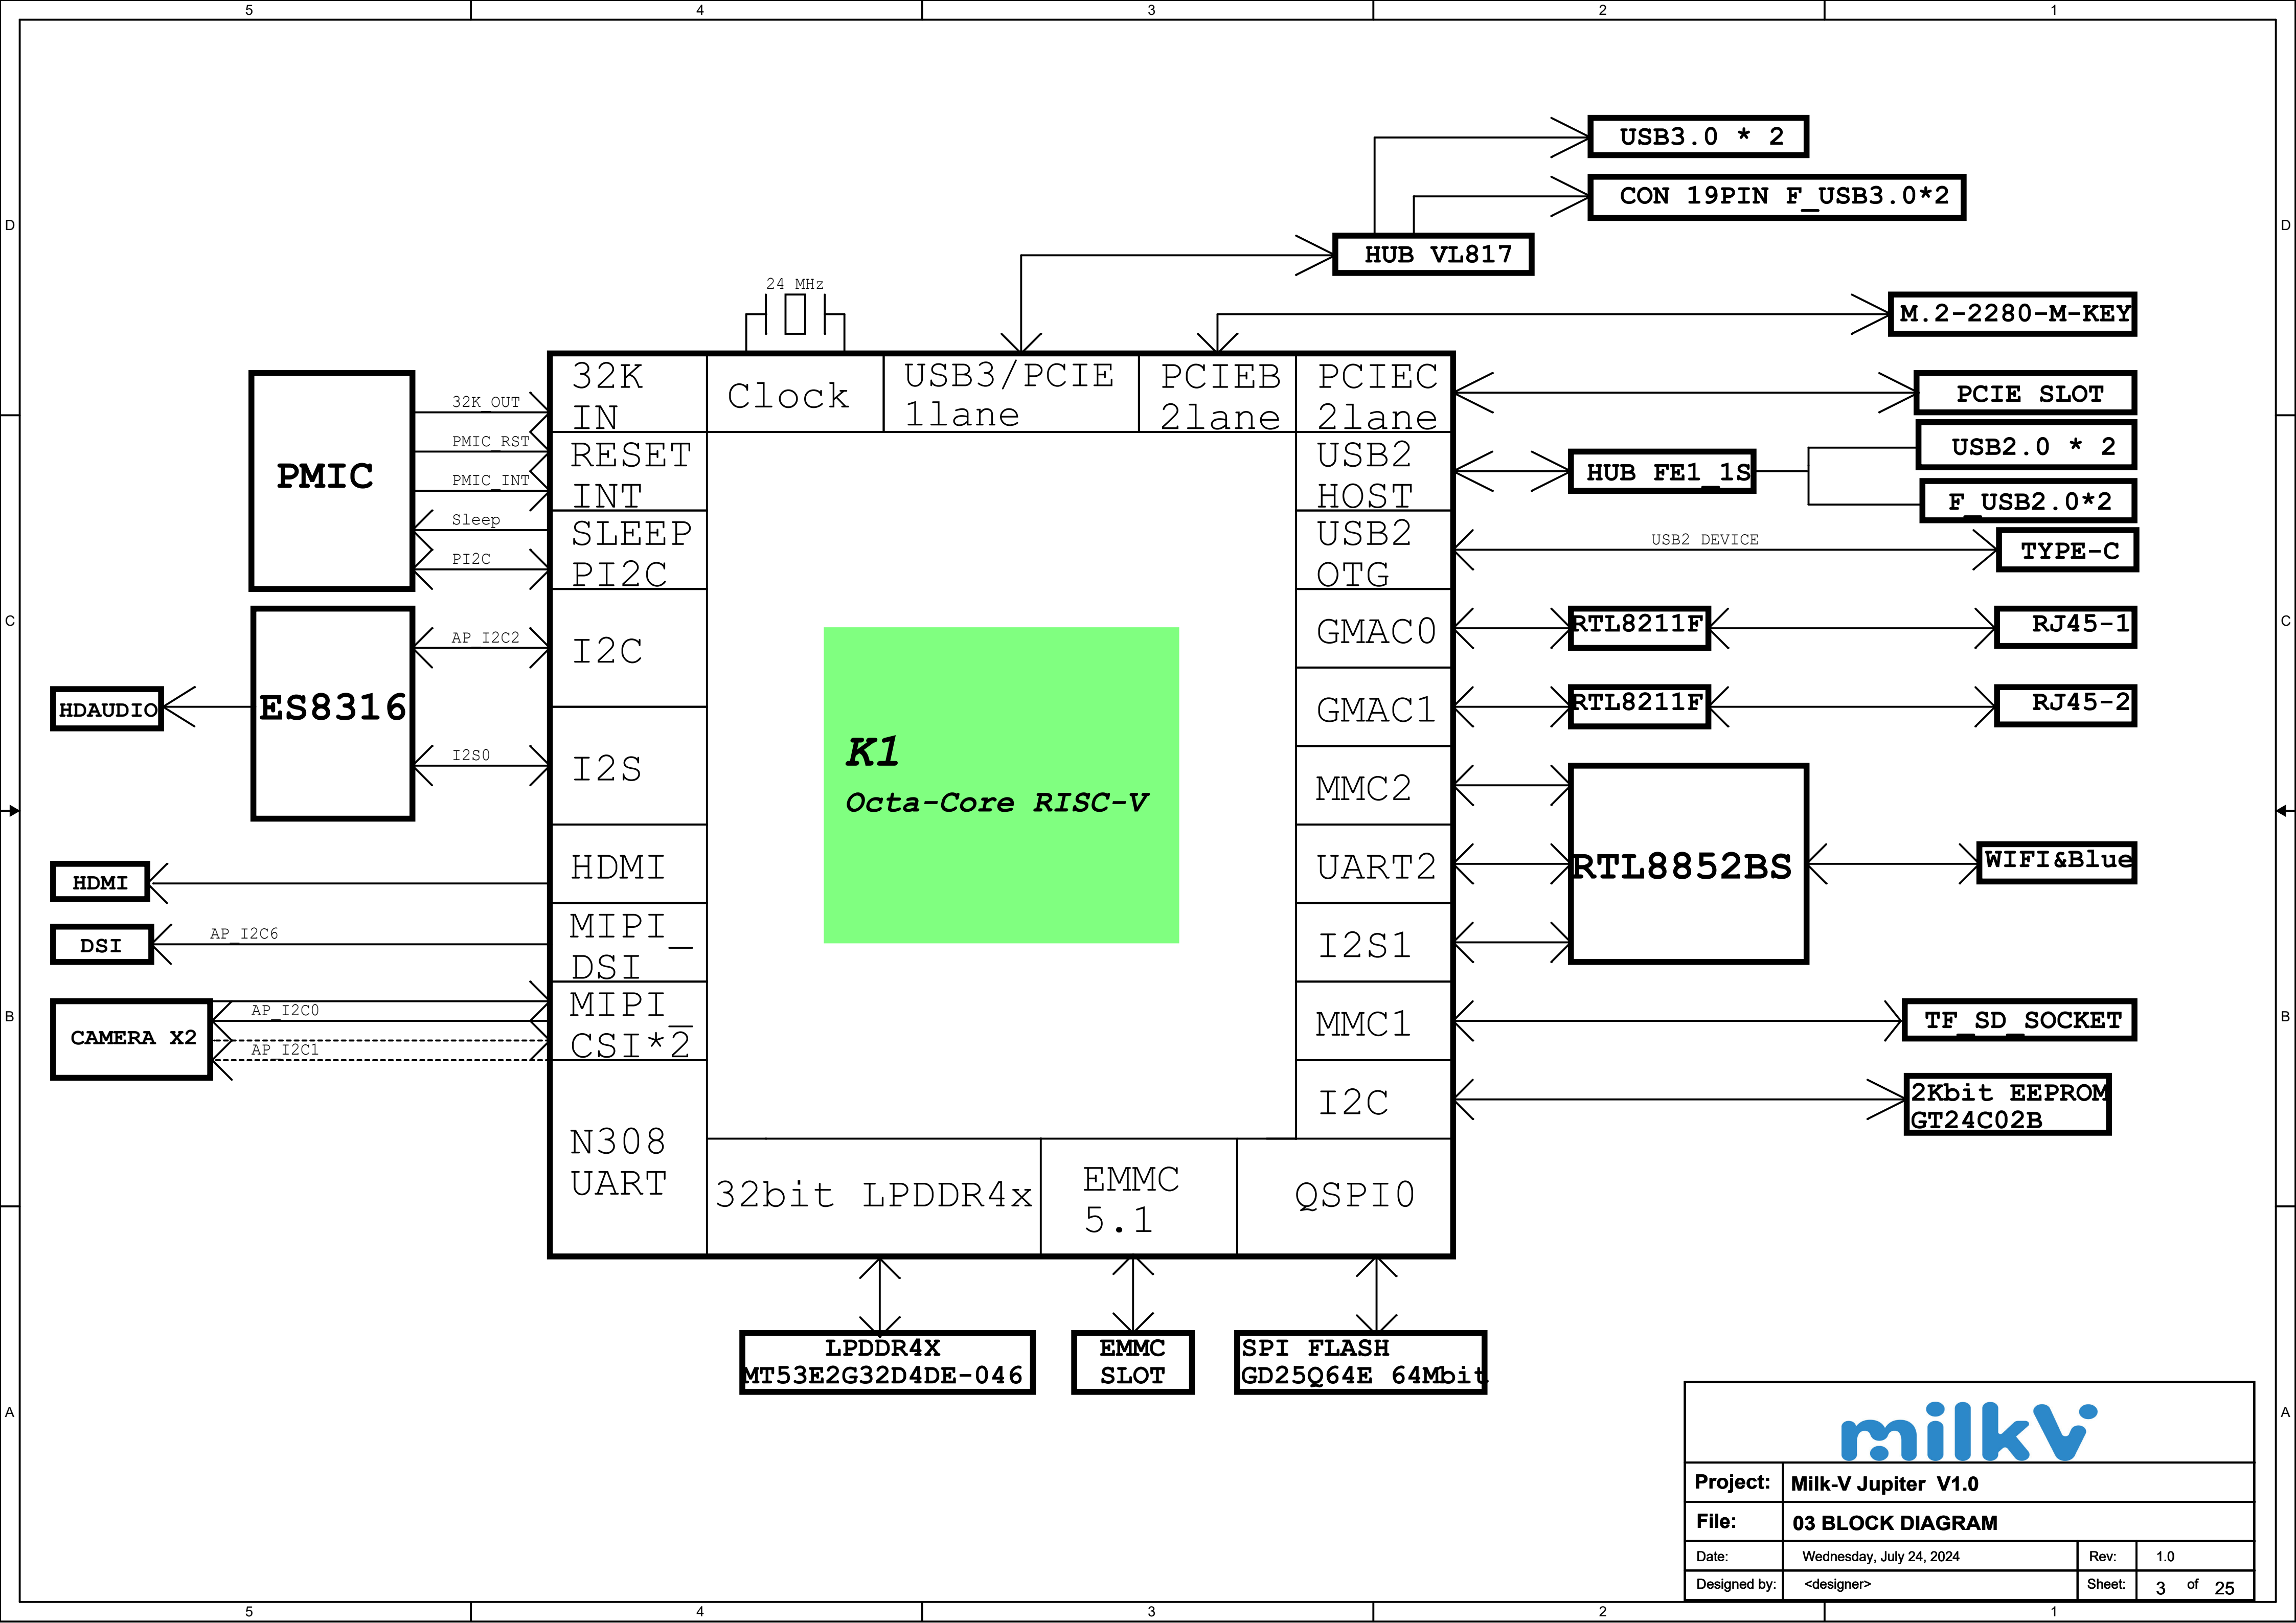 5 4 3 2 1
D
D
C
C
B
B
A
A
USB3.0 * 2
CON 19PIN F_USB3.0*2
HUB VL817
24 MHz
M.2-2280-M-KEY
32K
IN
Clock
USB3/PCIE
1lane
PCIEB
2lane
PCIEC
2lane
PCIE SLOT
PMIC
32K_OUT
PMIC_RST
PMIC_INT
Sleep
PI2C
RESET
INT
SLEEP
PI2C
USB2
HOST
HUB FE1_1S
USB2.0 * 2
F_USB2.0*2
USB2
OTG
USB2 DEVICE
TYPE-C
ES8316
HDAUDIO
AP_I2C2
I2S0
I2C
I2S
GMAC0
RTL8211F
RJ45-1
GMAC1
RTL8211F
RJ45-2
K1
Octa-Core RISC-V
MMC2
UART2
I2S1
RTL8852BS
WIFI&Blue
HDMI
HDMI
DSI
AP_I2C6
MIPI_
DSI
CAMERA X2
AP_I2C0
AP_I2C1
MIPI_
CSI*2
MMC1
TF_SD_SOCKET
I2C
2Kbit EEPROM
GT24C02B
N308
UART
32bit LPDDR4x
EMMC
5.1
QSPI0
LPDDR4X
MT53E2G32D4DE-046
EMMC
SLOT
SPI FLASH
GD25Q64E 64Mbit
milkv
Project: Milk-V Jupiter V1.0
File: 03 BLOCK DIAGRAM
Date: Wednesday, July 24, 2024 Rev: 1.0
Designed by: <designer> Sheet: 3 of 25
5 4 3 2 1